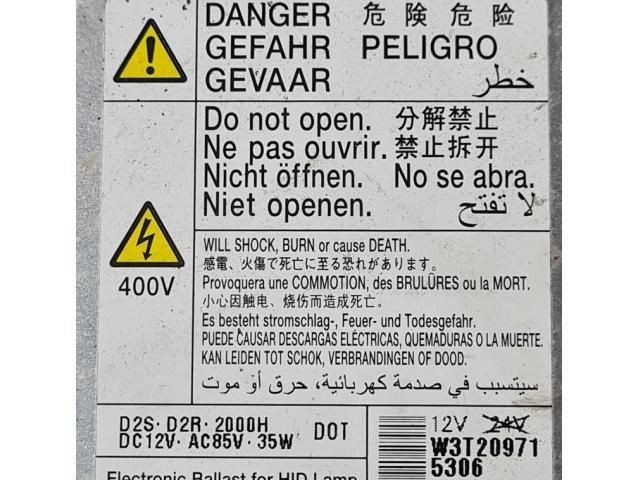 DANGER 危険 危险
GEFAHR PELIGRO
GEVAAR خطر
Do not open. 分解禁止
Ne pas ouvrir. 禁止拆开
Nicht öffnen. No se abra.
Niet openen. لا تفتح
400V
WILL SHOCK, BURN or cause DEATH.
感電、火傷で死亡に至る恐れがあります。
Provoquera une COMMOTION, des BRULÛRES ou la MORT.
小心因触电、烧伤而造成死亡。
Es besteht stromschlag-, Feuer- und Todesgefahr.
PUEDE CAUSAR DESCARGAS ELÉCTRICAS, QUEMADURAS O LA MUERTE.
KAN LEIDEN TOT SCHOK, VERBRANDINGEN OF DOOD.
سيتسبب في صدمة كهربائية، حرق أو موت
D2S· D2R· 2000H
DC12V· AC85V· 35W DOT
12V 24V
W3T20971
5306
Electronic Ballast for HID Lamp